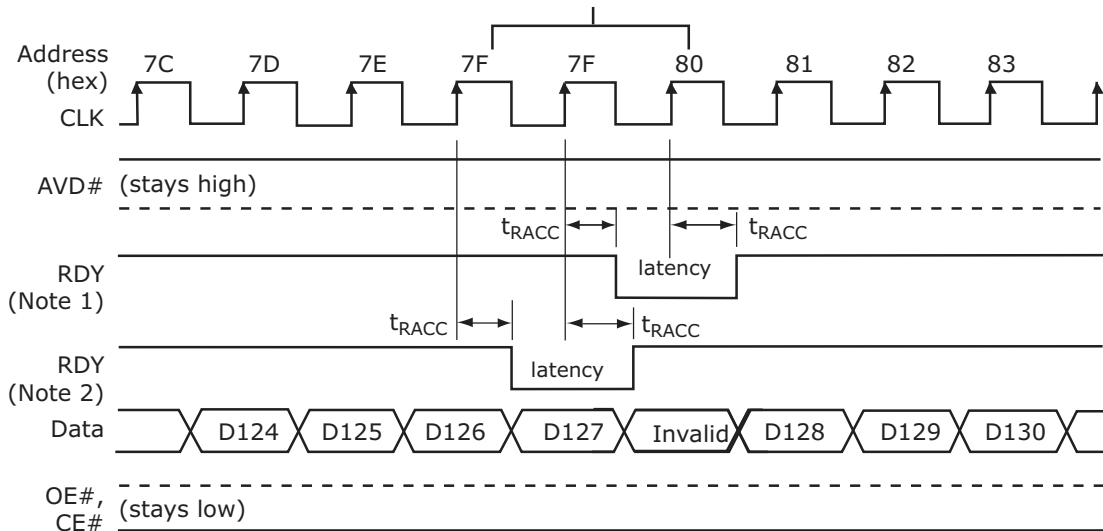 Address
(hex)
7C 7D 7E 7F 7F 80 81 82 83
CLK
AVD# (stays high)
tRACC tRACC
RDY
(Note 1)
latency
tRACC tRACC
RDY
(Note 2)
latency
Data D124 D125 D126 D127 Invalid D128 D129 D130
OE#,
CE#
(stays low)